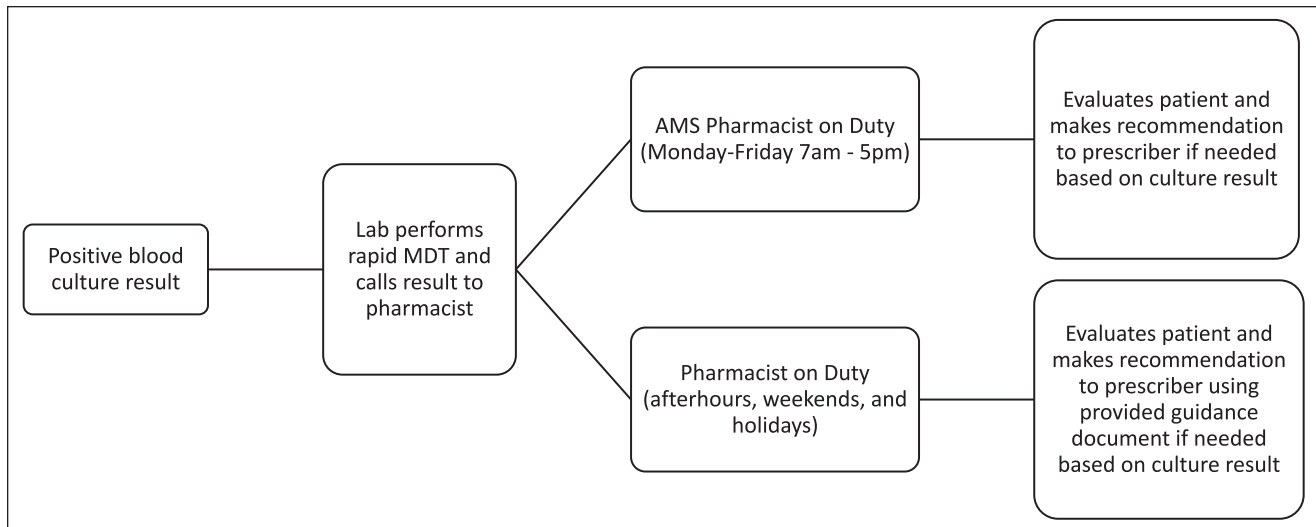 Positive blood
culture result
Lab performs
rapid MDT and
calls result to
pharmacist
AMS Pharmacist on Duty
(Monday-Friday 7am - 5pm)
Evaluates patient and
makes recommendation
to prescriber if needed
based on culture result
Pharmacist on Duty
(afterhours, weekends, and
holidays)
Evaluates patient and
makes recommendation
to prescriber using
provided guidance
document if needed
based on culture result